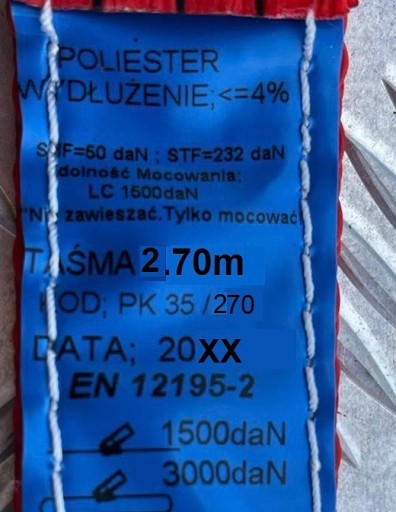 POLIESTER
WYDŁUŻENIE;<=4%
SHF=50 daN ; STF=232 daN
Zdolność Mocowania;
LC 1500daN
"Nie zawieszać.Tylko mocować
TAŚMA 2.70m
KOD; PK 35 /270
DATA; 20XX
EN 12195-2
1500daN
3000daN